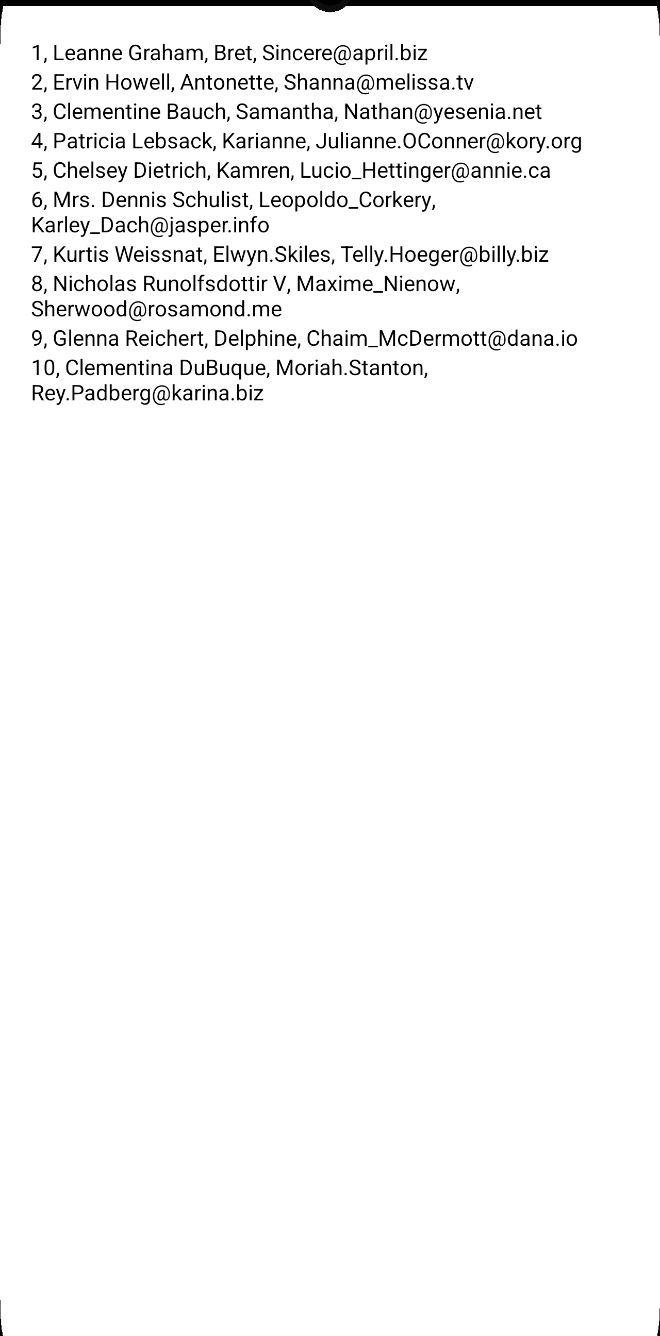 1, Leanne Graham, Bret, Sincere@april.biz
2, Ervin Howell, Antonette, Shanna@melissa.tv
3, Clementine Bauch, Samantha, Nathan@yesenia.net
4, Patricia Lebsack, Karianne, Julianne.OConner@kory.org
5, Chelsey Dietrich, Kamren, Lucio_Hettinger@annie.ca
6, Mrs. Dennis Schulist, Leopoldo_Corkery,
Karley_Dach@jasper.info
7, Kurtis Weissnat, Elwyn.Skiles, Telly.Hoeger@billy.biz
8, Nicholas Runolfsdottir V, Maxime_Nienow,
Sherwood@rosamond.me
9, Glenna Reichert, Delphine, Chaim_McDermott@dana.io
10, Clementina DuBuque, Moriah.Stanton,
Rey.Padberg@karina.biz